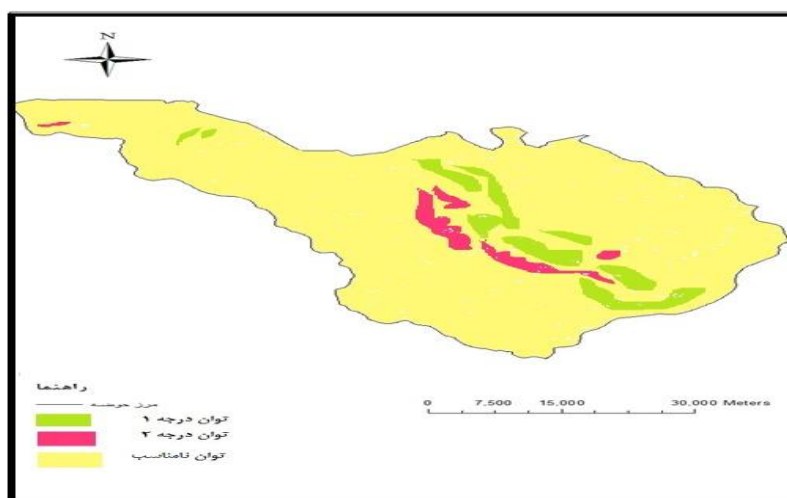 N
راهنما
مرز حوضه
توان درجه ۱
توان درجه ۲
توان نامناسب
0 7,500 15,000 30,000 Meters